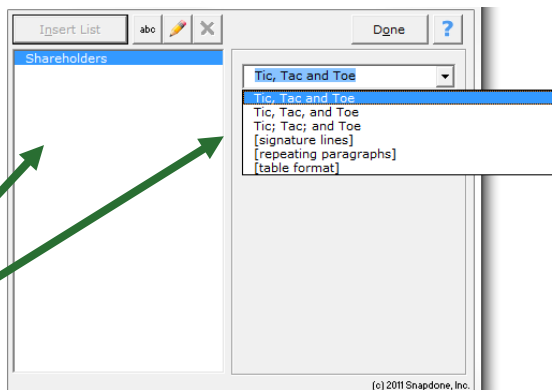 Insert List abc Done ?
Shareholders
Tic, Tac and Toe
Tic, Tac and Toe
Tic, Tac, and Toe
Tic; Tac; and Toe
[signature lines]
[repeating paragraphs]
[table format]
(c) 2011 Snapdone, Inc.